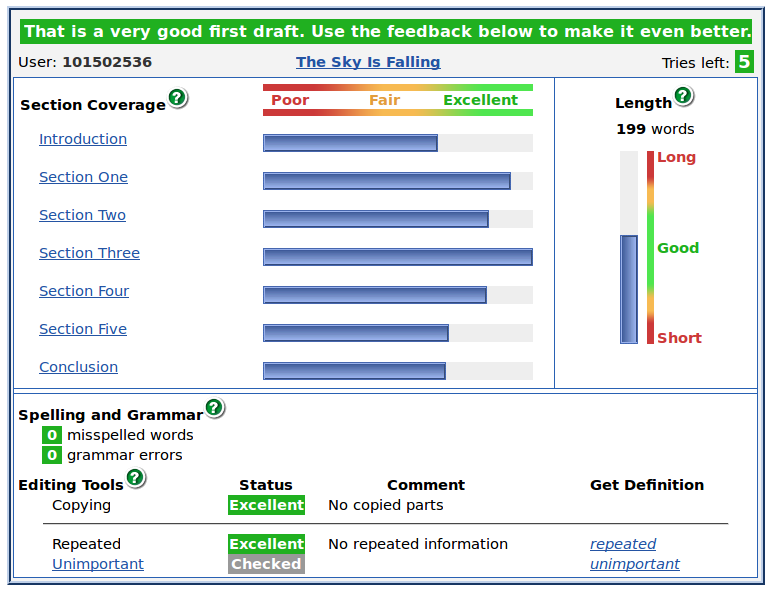 That is a very good first draft. Use the feedback below to make it even better.
User: 101502536 The Sky Is Falling Tries left: 5
Section Coverage ? Poor Fair Excellent
Introduction
Section One
Section Two
Section Three
Section Four
Section Five
Conclusion
Length ?
199 words
Long
Good
Short
Spelling and Grammar ?
0 misspelled words
0 grammar errors
Editing Tools ? Status Comment Get Definition
Copying Excellent No copied parts
Repeated Excellent No repeated information repeated
Unimportant Checked unimportant